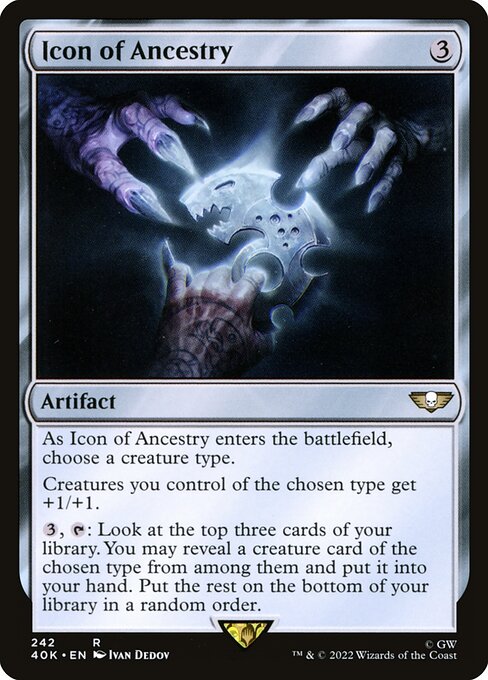 Icon of Ancestry 3
Artifact
As Icon of Ancestry enters the battlefield,
choose a creature type.
Creatures you control of the chosen type get
+1/+1.
3, : Look at the top three cards of your
library. You may reveal a creature card of the
chosen type from among them and put it into
your hand. Put the rest on the bottom of your
library in a random order.
242 R
40K • EN Ivan Dedov
© GW
™ & © 2022 Wizards of the Coast